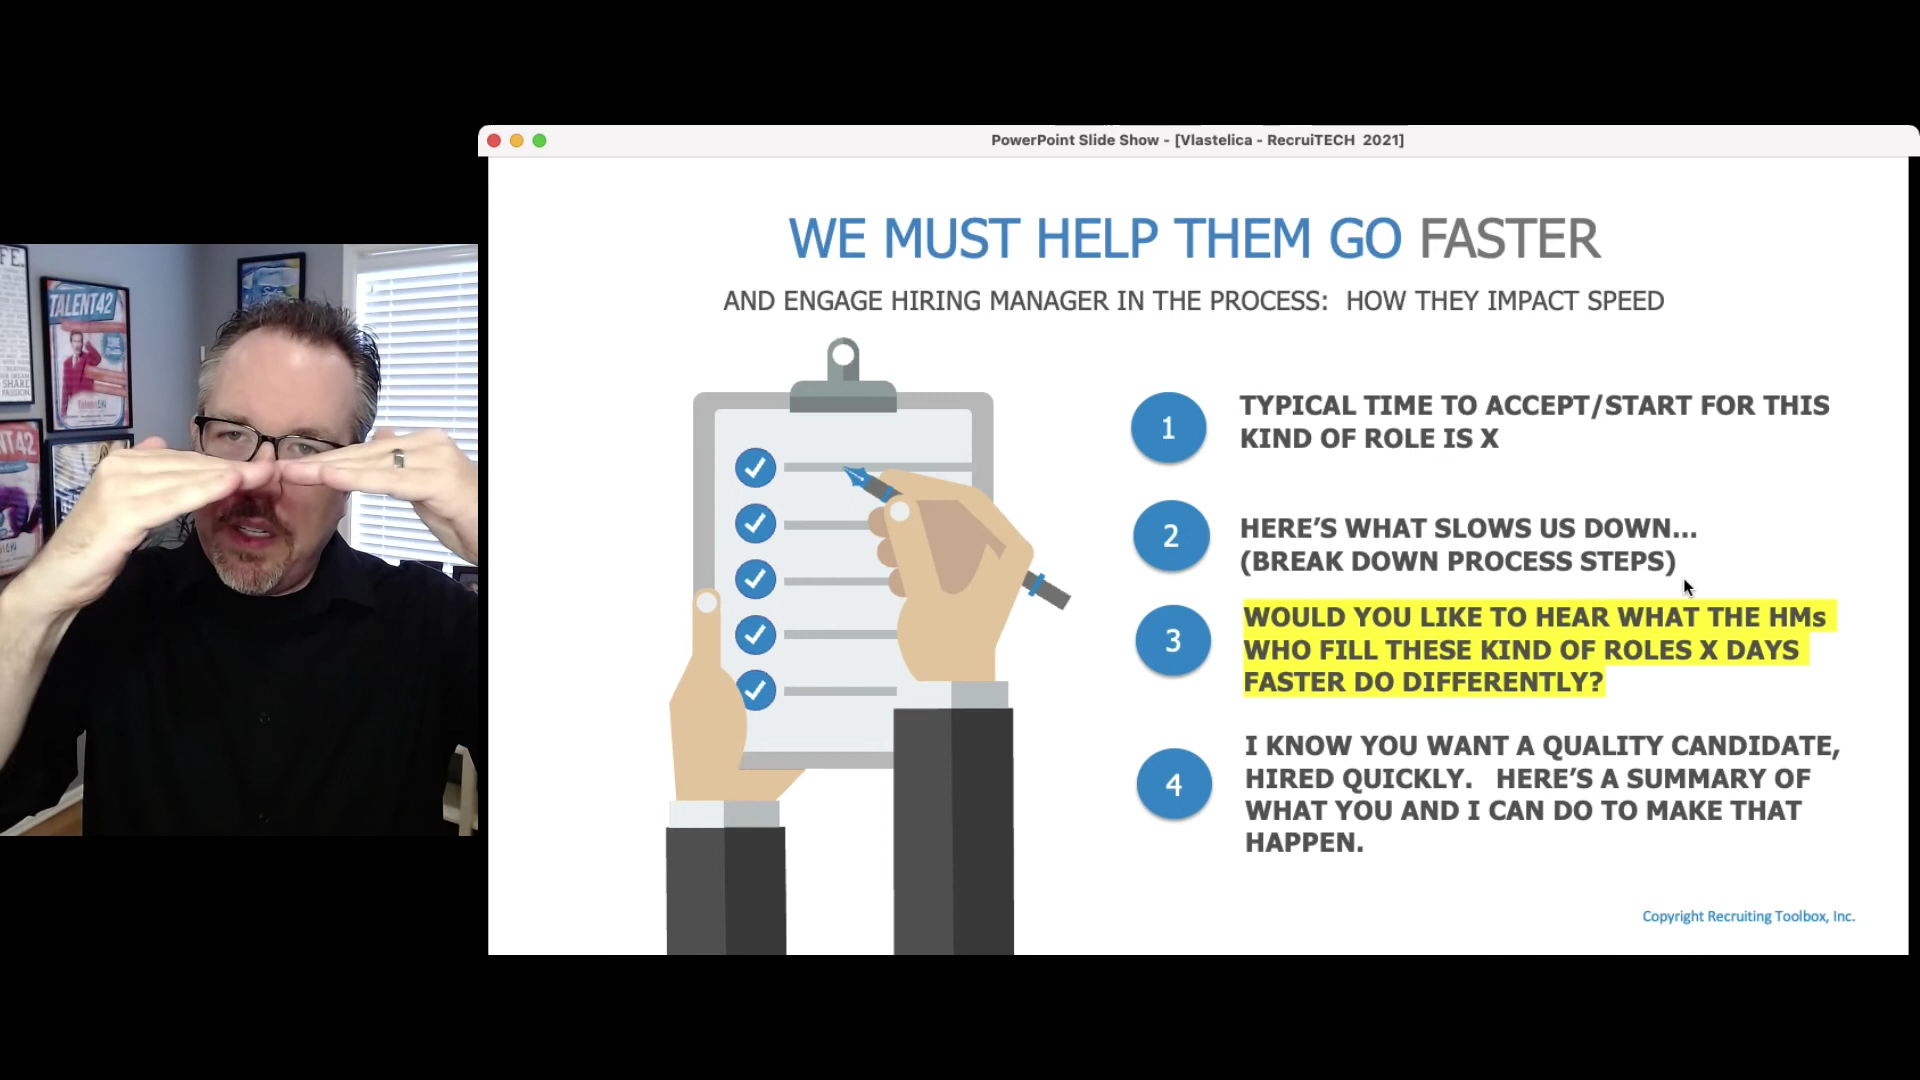 PowerPoint Slide Show - [Vlastelica - RecruiTECH 2021]
WE MUST HELP THEM GO FASTER
AND ENGAGE HIRING MANAGER IN THE PROCESS: HOW THEY IMPACT SPEED
1
TYPICAL TIME TO ACCEPT/START FOR THIS
KIND OF ROLE IS X
2
HERE’S WHAT SLOWS US DOWN…
(BREAK DOWN PROCESS STEPS)
3
WOULD YOU LIKE TO HEAR WHAT THE HMs
WHO FILL THESE KIND OF ROLES X DAYS
FASTER DO DIFFERENTLY?
4
I KNOW YOU WANT A QUALITY CANDIDATE,
HIRED QUICKLY. HERE’S A SUMMARY OF
WHAT YOU AND I CAN DO TO MAKE THAT
HAPPEN.
Copyright Recruiting Toolbox, Inc.
TALENT42
SHARE
PASSION.